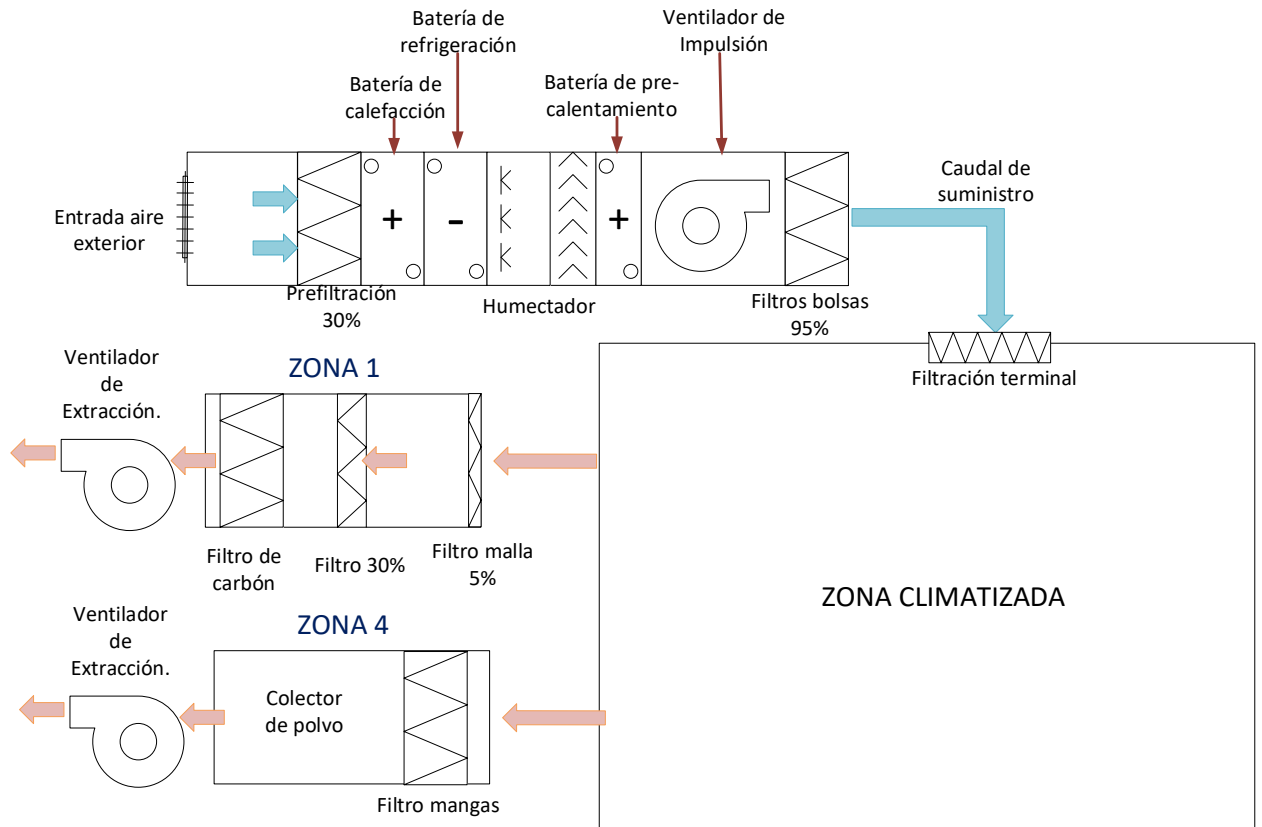 Batería de
refrigeración
Ventilador de
Impulsión
Batería de
calefacción
Batería de pre-
calentamiento
Entrada aire
exterior
+
-
+
Caudal de
suministro
Prefiltración
30%
Humectador
Filtros bolsas
95%
Filtración terminal
Ventilador
de
Extracción.
ZONA 1
Filtro de
carbón
Filtro 30%
Filtro malla
5%
ZONA CLIMATIZADA
Ventilador
de
Extracción.
ZONA 4
Colector
de polvo
Filtro mangas